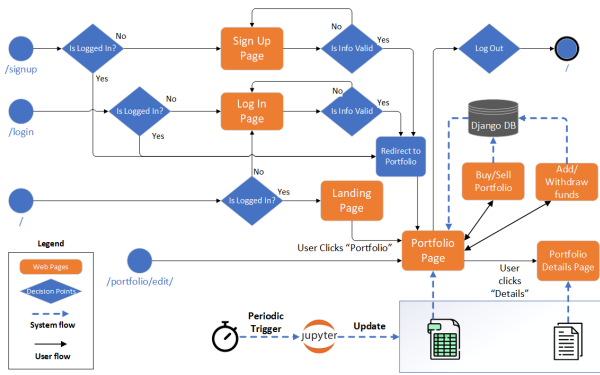 No
Is Logged In?
Sign Up
Page
No
Is Info Valid
Log Out
/signup
Yes
Yes
/
No
Is Logged In?
Log In
Page
No
Is Info Valid
/login
Yes
Yes
Django DB
Redirect to
Portfolio
No
Buy/Sell
Portfolio
Add/
Withdraw
funds
/
Is Logged In?
Yes
Landing
Page
Legend
User Clicks "Portfolio"
Portfolio
Page
Portfolio
Details Page
Web Pages
/portfolio/edit/
User
clicks
"Details"
Decision Points
System flow
User flow
Periodic
Trigger
jupyter
Update